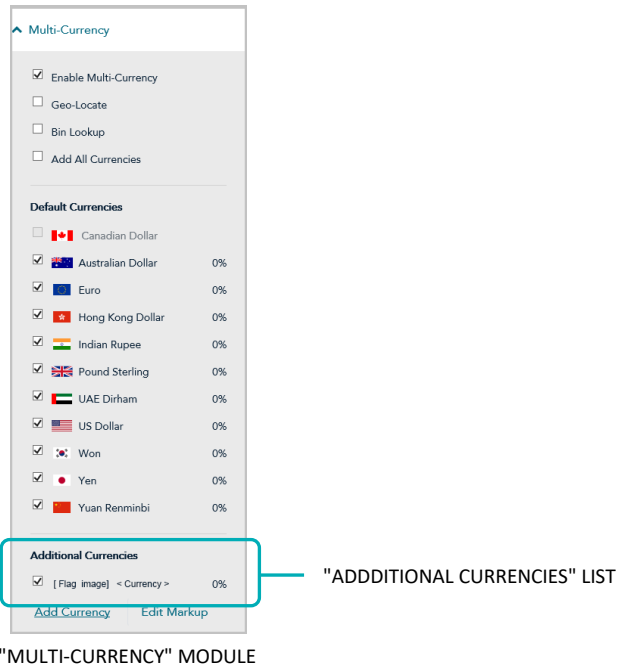 Multi-Currency
Enable Multi-Currency
Geo-Locate
Bin Lookup
Add All Currencies
Default Currencies
Canadian Dollar
Australian Dollar 0%
Euro 0%
Hong Kong Dollar 0%
Indian Rupee 0%
Pound Sterling 0%
UAE Dirham 0%
US Dollar 0%
Won 0%
Yen 0%
Yuan Renminbi 0%
Additional Currencies
[ Flag image] < Currency > 0%
"ADDDITIONAL CURRENCIES" LIST
Add Currency Edit Markup
"MULTI-CURRENCY" MODULE